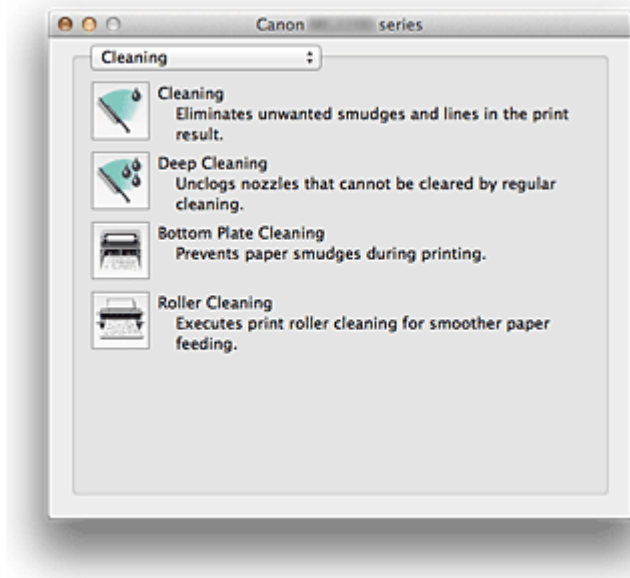 Canon series
Cleaning
Cleaning
Eliminates unwanted smudges and lines in the print
result.
Deep Cleaning
Unclogs nozzles that cannot be cleared by regular
cleaning.
Bottom Plate Cleaning
Prevents paper smudges during printing.
Roller Cleaning
Executes print roller cleaning for smoother paper
feeding.